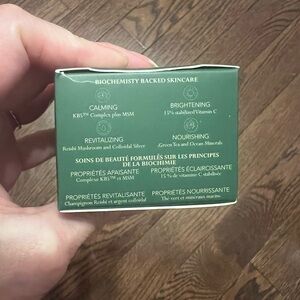 BIOCHEMISTY BACKED SKINCARE
CALMING
KB5™ Complex plus MSM
BRIGHTENING
15% stabilized Vitamin C
REVITALIZING
Reishi Mushroom and Colloidal Silver
NOURISHING
Green Tea and Ocean Minerals
SOINS DE BEAUTÉ FORMULÉS SUR LES PRINCIPES
DE LA BIOCHIMIE
PROPRIÉTÉS APAISANTE
Complexe KB5™ et MSM
PROPRIÉTÉS ÉCLAIRCISSANTE
15 % de vitamine C stabilisée
PROPRIÉTÉS REVITALISANTE
Champignon Reishi et argent colloïdal
PROPRIÉTÉS NOURRISSANTE
Thé vert et minéraux marins